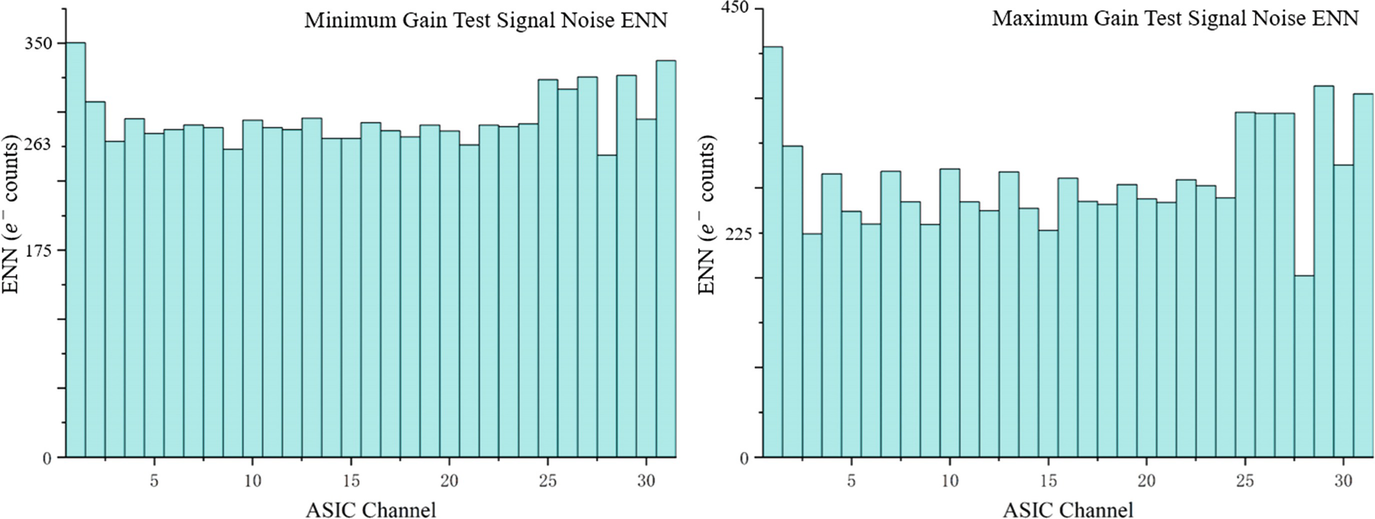 Minimum Gain Test Signal Noise ENN
350
263
175
0
ENN (e⁻ counts)
5 10 15 20 25 30
ASIC Channel
Maximum Gain Test Signal Noise ENN
450
225
0
ENN (e⁻ counts)
5 10 15 20 25 30
ASIC Channel